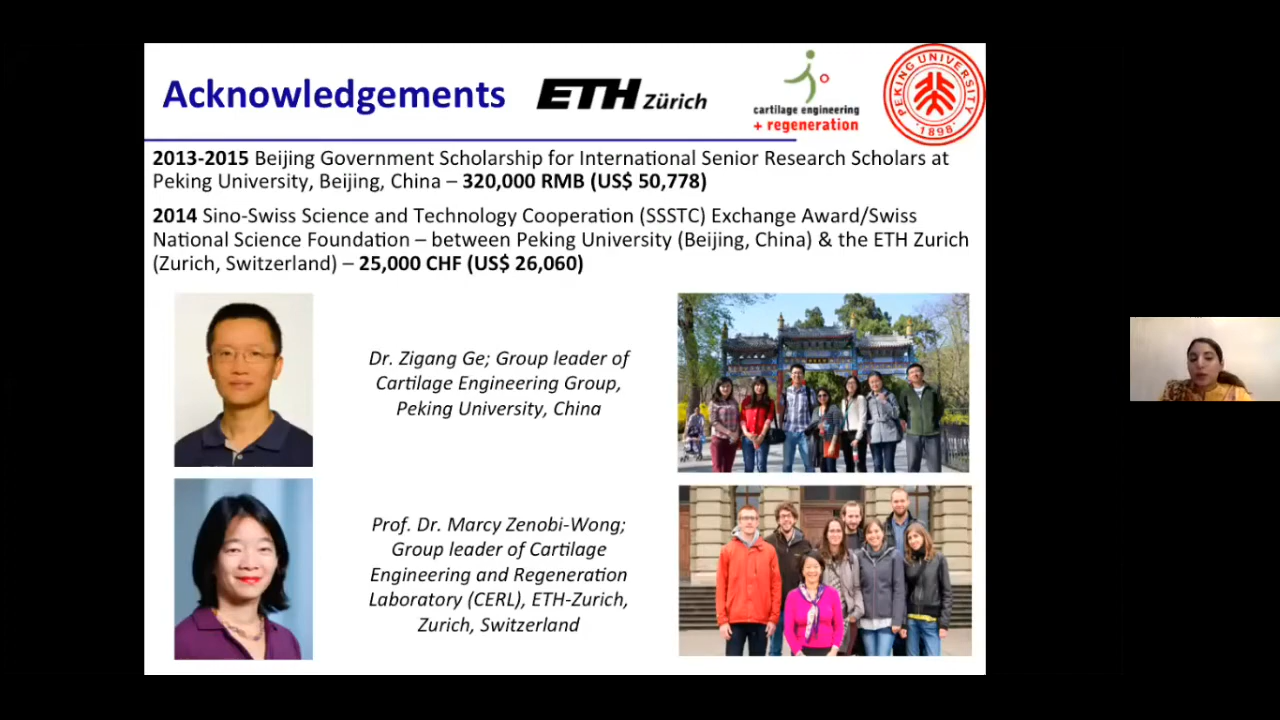 Acknowledgements
ETH Zürich
cartilage engineering
+ regeneration
PEKING UNIVERSITY
1898
2013-2015 Beijing Government Scholarship for International Senior Research Scholars at
Peking University, Beijing, China – 320,000 RMB (US$ 50,778)
2014 Sino-Swiss Science and Technology Cooperation (SSSTC) Exchange Award/Swiss
National Science Foundation – between Peking University (Beijing, China) & the ETH Zurich
(Zurich, Switzerland) – 25,000 CHF (US$ 26,060)
Dr. Zigang Ge; Group leader of
Cartilage Engineering Group,
Peking University, China
Prof. Dr. Marcy Zenobi-Wong;
Group leader of Cartilage
Engineering and Regeneration
Laboratory (CERL), ETH-Zurich,
Zurich, Switzerland